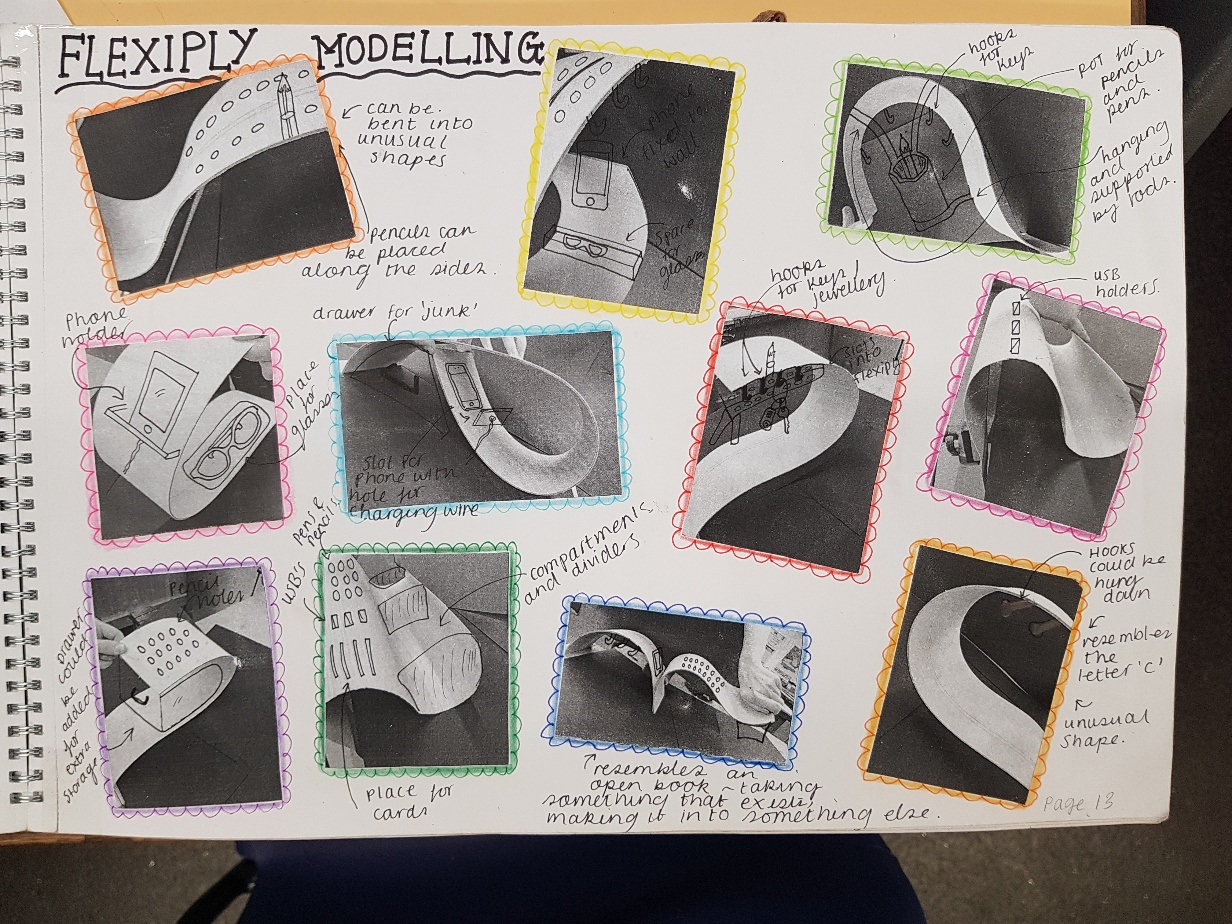 FLEXIPLY MODELLING
can be
bent into
unusual
shapes
pencils can
be placed
along the sides.
phone
fixed to
wall
Space
for
glasses
hooks
for
keys
pot for
pencils
and
pens.
hanging
and
supported
by rods.
Phone
holder
Place
for
glasses
drawer for 'junk'
Slot for
phone with
hole for
charging wire
hooks
for keys/
jewellery.
slots
into
flexiply
USB
holders.
Pencil
holes
drawer
could
be
added
for
extra
storage
pens &
pencils
USB's
compartments
and dividers
place for
cards
resembles an
open book - taking
something that exists,
making it into something else.
Hooks
could be
hung
down
resembles
the
letter 'C'
unusual
shape.
Page 13